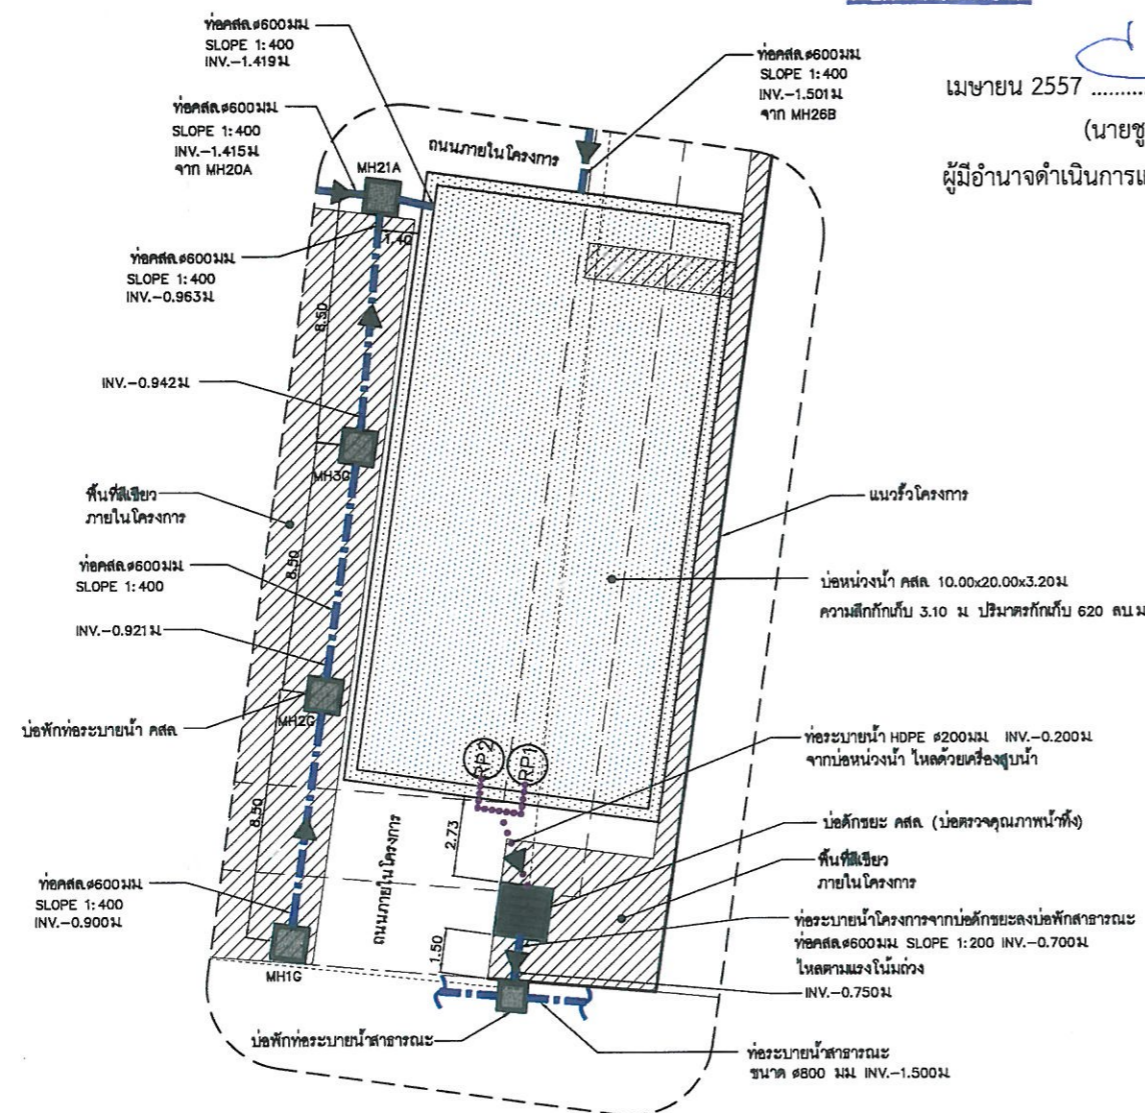 ท่อคสล.ø600มม.
SLOPE 1:400
INV.-1.419ม.
ท่อคสล.ø600มม.
SLOPE 1:400
INV.-1.501ม.
จาก MH26B
เมษายน 2557
(นายชู
ผู้มีอำนาจดำเนินการแ
ท่อคสล.ø600มม.
SLOPE 1:400
INV.-1.415ม.
จาก MH20A
MH21A
ถนนภายในโครงการ
1.40
ท่อคสล.ø600มม.
SLOPE 1:400
INV.-0.963ม.
8.50
INV.-0.942ม.
MH3G
พื้นที่สีเขียว
ภายในโครงการ
แนวรั้วโครงการ
8.50
ท่อคสล.ø600มม.
SLOPE 1:400
บ่อหน่วงน้ำ คสล. 10.00x20.00x3.20ม.
ความลึกกักเก็บ 3.10 ม. ปริมาตรกักเก็บ 620 ลบ.ม
INV.-0.921ม.
MH2G
บ่อพักท่อระบายน้ำ คสล.
RP2
RP1
ท่อระบายน้ำ HDPE ø200มม. INV.-0.200ม.
จากบ่อหน่วงน้ำ ไหลด้วยเครื่องสูบน้ำ
8.50
2.73
บ่อดักขยะ คสล. (บ่อตรวจคุณภาพน้ำทิ้ง)
พื้นที่สีเขียว
ภายในโครงการ
ถนนภายในโครงการ
ท่อคสล.ø600มม.
SLOPE 1:400
INV.-0.900ม.
ท่อระบายน้ำโครงการจากบ่อดักขยะลงบ่อพักสาธารณะ
ท่อคสล.ø600มม. SLOPE 1:200 INV.-0.700ม.
ไหลตามแรงโน้มถ่วง
1.50
MH1G
INV.-0.750ม.
บ่อพักท่อระบายน้ำสาธารณะ
ท่อระบายน้ำสาธารณะ
ขนาด ø800 มม. INV.-1.500ม.